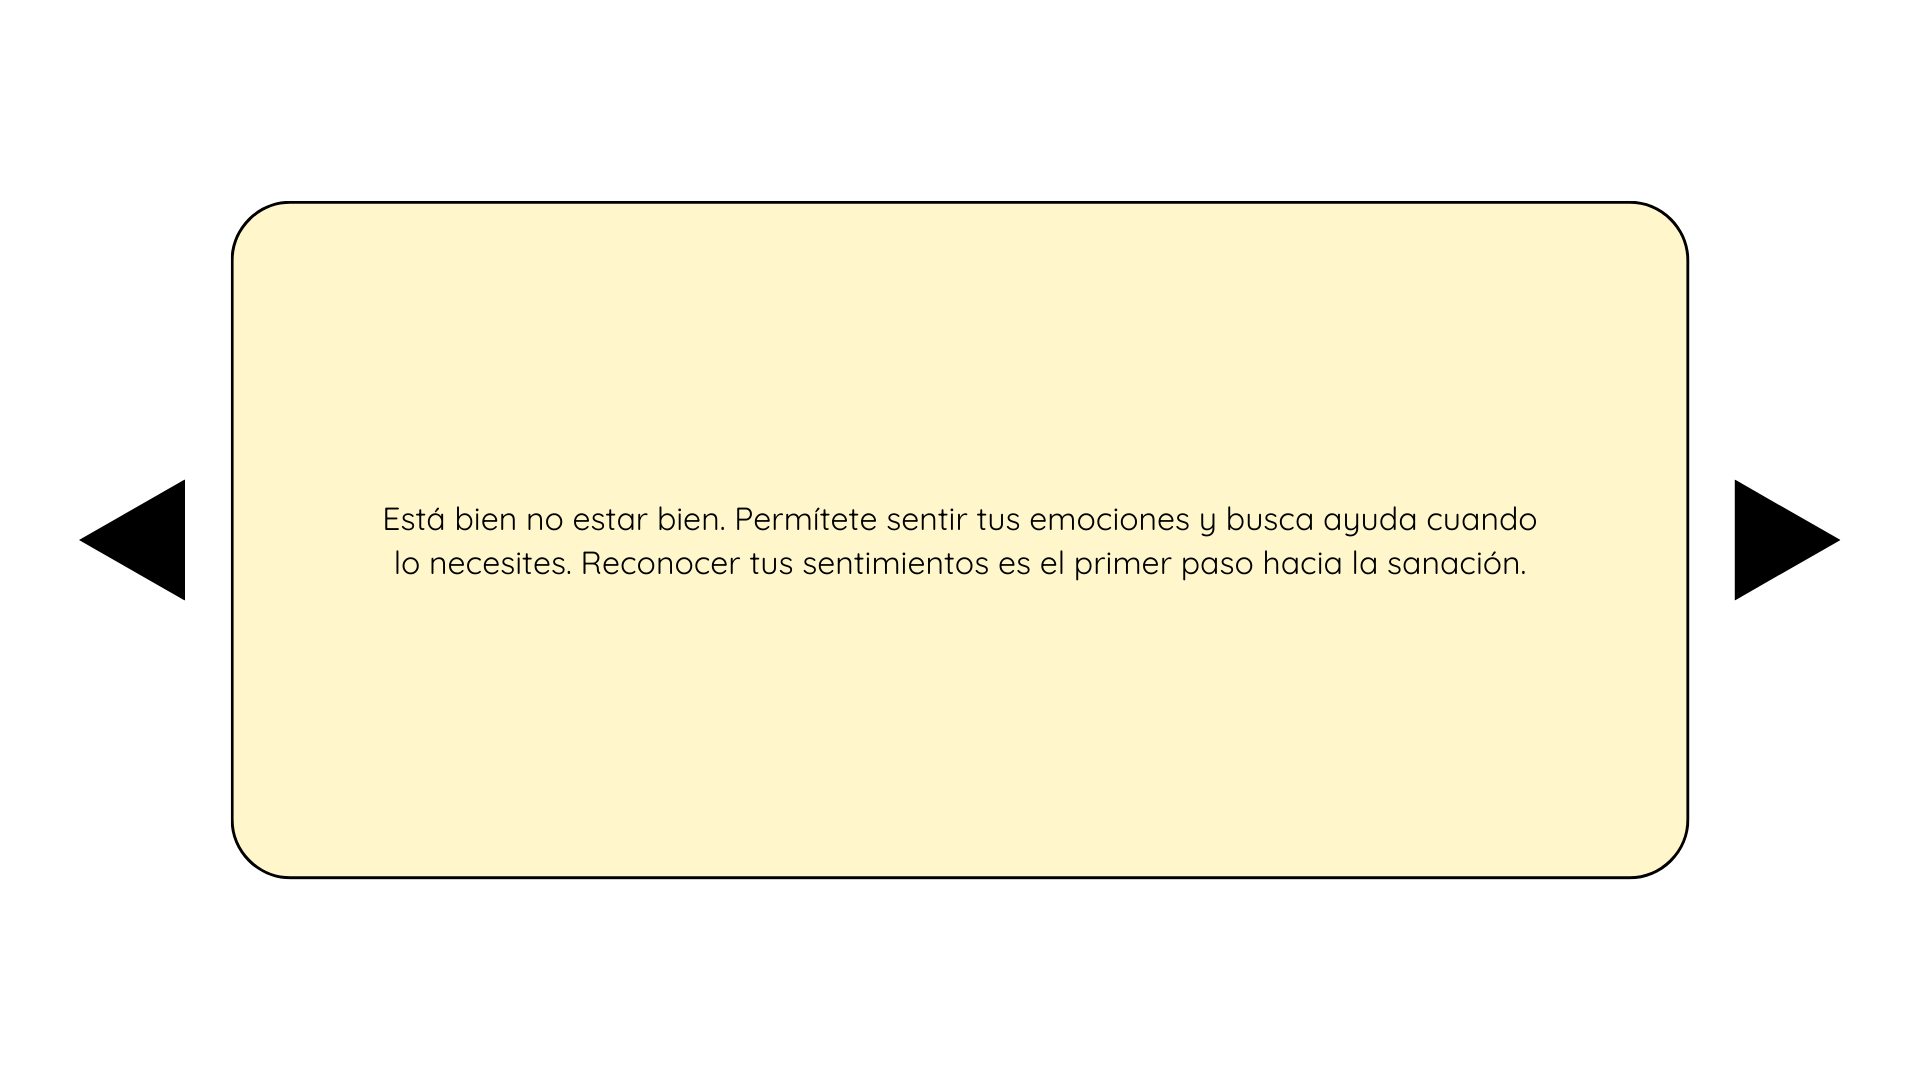 Está bien no estar bien. Permítete sentir tus emociones y busca ayuda cuando
lo necesites. Reconocer tus sentimientos es el primer paso hacia la sanación.